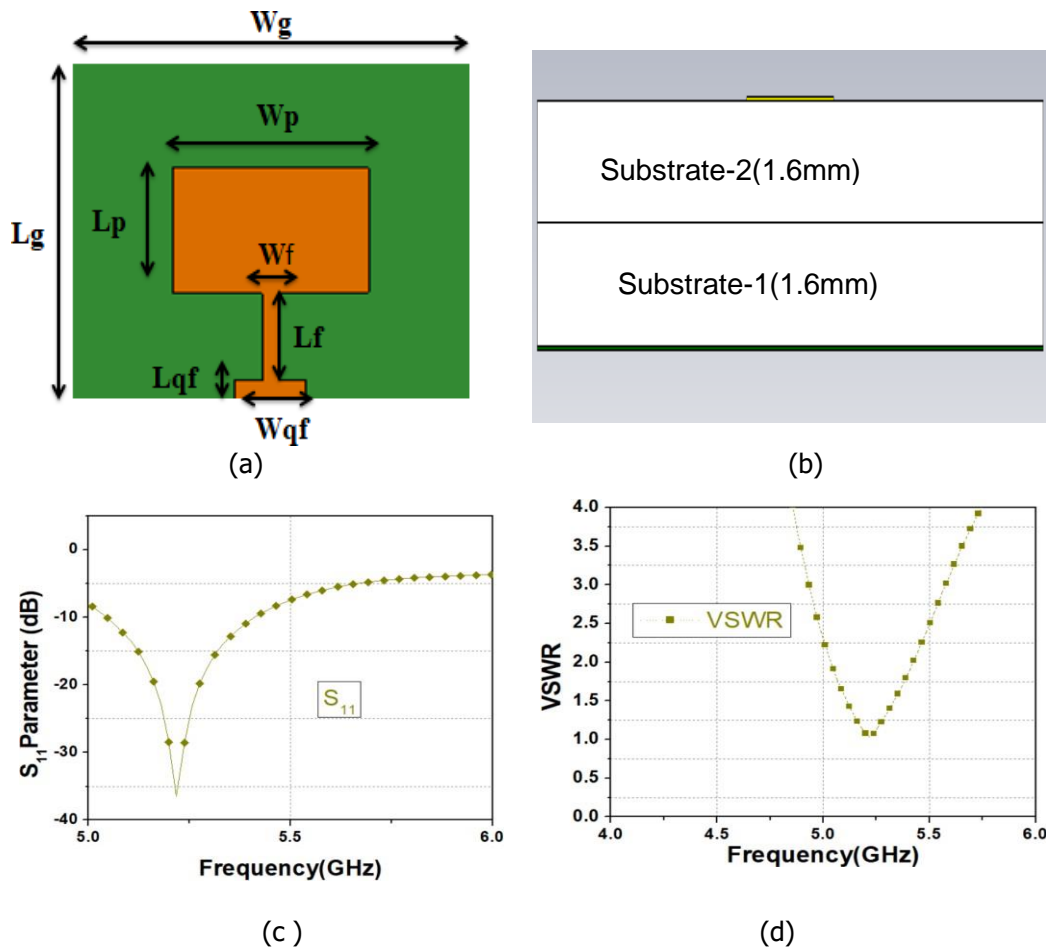 Wg
Wp
Lp
Lg
Wf
Lf
Lqf
Wqf
(a)
Substrate-2(1.6mm)
Substrate-1(1.6mm)
(b)
0
-10
-20
-30
-40
S11Parameter (dB)
S11
5.0 5.5 6.0
Frequency(GHz)
(c )
4.0
3.5
3.0
2.5
2.0
1.5
1.0
0.5
0.0
VSWR
VSWR
4.0 4.5 5.0 5.5 6.0
Frequency(GHz)
(d)